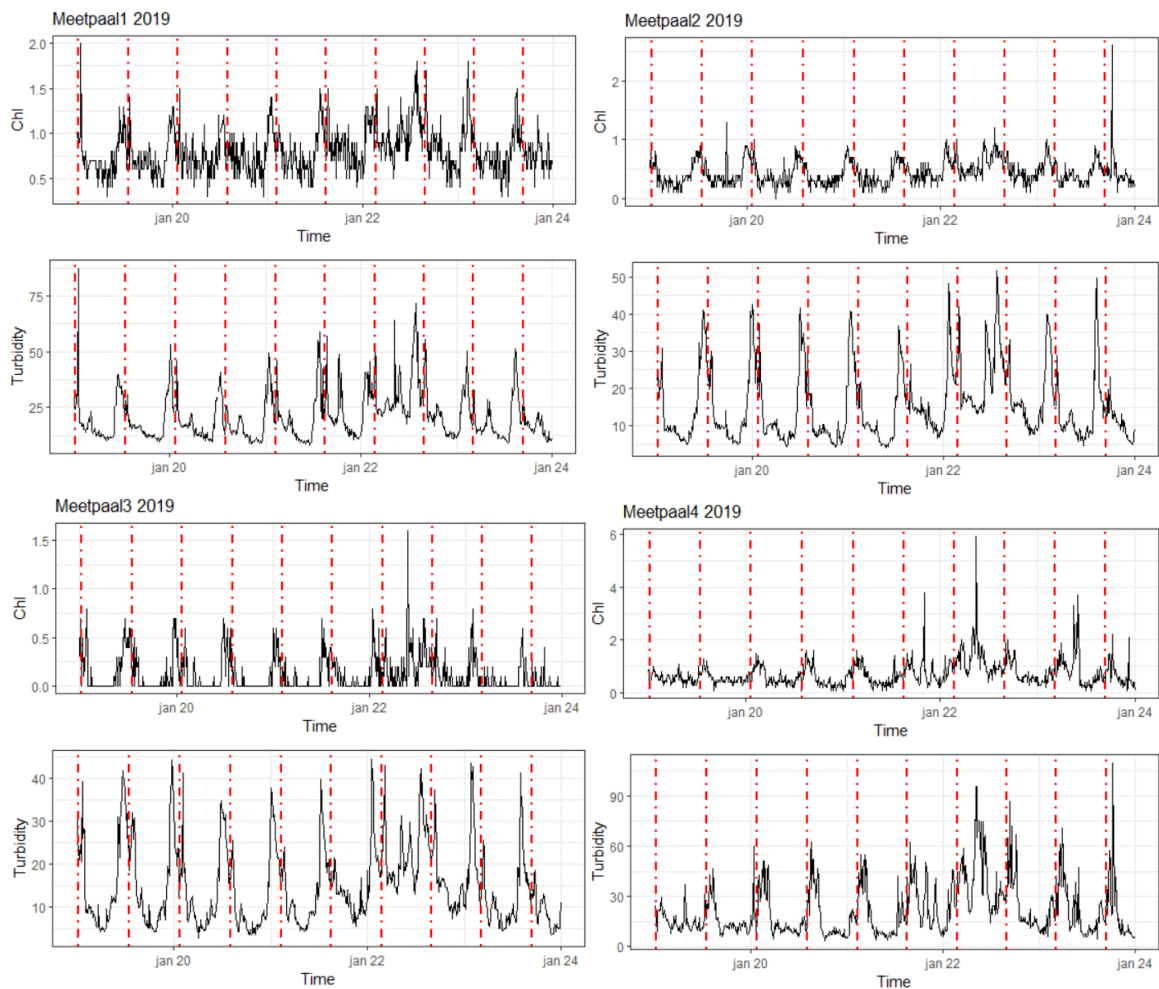 Meetpaal1 2019
2.0
1.5
1.0
0.5
Chl
jan 20
jan 22
jan 24
Time
75
50
25
Turbidity
jan 20
jan 22
jan 24
Time
Meetpaal2 2019
2
1
0
Chl
jan 20
jan 22
jan 24
Time
50
40
30
20
10
Turbidity
jan 20
jan 22
jan 24
Time
Meetpaal3 2019
1.5
1.0
0.5
0.0
Chl
jan 20
jan 22
jan 24
Time
40
30
20
10
Turbidity
jan 20
jan 22
jan 24
Time
Meetpaal4 2019
6
4
2
0
Chl
jan 20
jan 22
jan 24
Time
90
60
30
0
Turbidity
jan 20
jan 22
jan 24
Time